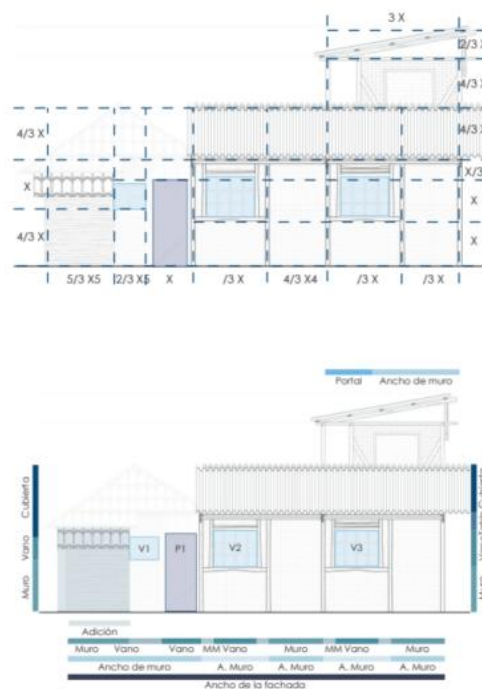 3 X
2/3 X
4/3 X
4/3 X
4/3 X
X/3
X
X
4/3 X
X
5/3 X5
2/3 X5
X
/3 X
4/3 X4
/3 X
/3 X
Portal
Ancho de muro
Cubierta
Vano
Muro
V1
P1
V2
V3
Cubierta
Adición
Muro
Vano
Vano
MM Vano
Muro
MM Vano
Muro
Ancho de muro
A. Muro
A. Muro
A. Muro
A. Muro
Ancho de la fachada